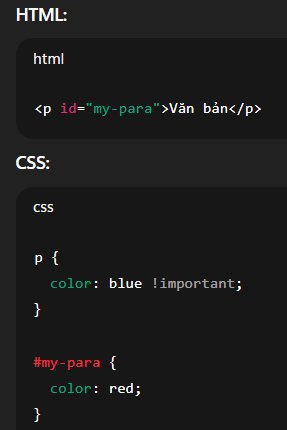 HTML:
html
<p id="my-para">Văn bản</p>
CSS:
css
p {
  color: blue !important;
}
#my-para {
  color: red;
}